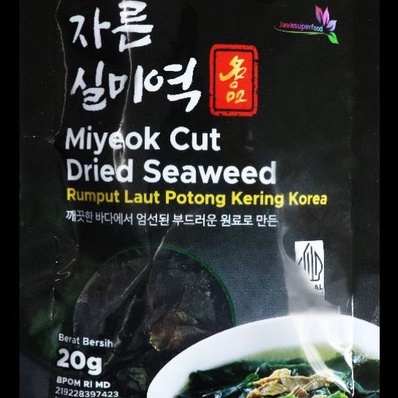 Javasuperfood
자른
실미역
Miyeok Cut
Dried Seaweed
Rumput Laut Potong Kering Korea
깨끗한 바다에서 엄선된 부드러운 원료로 만든
Berat Bersih
20g
BPOM RI MD
219228397423